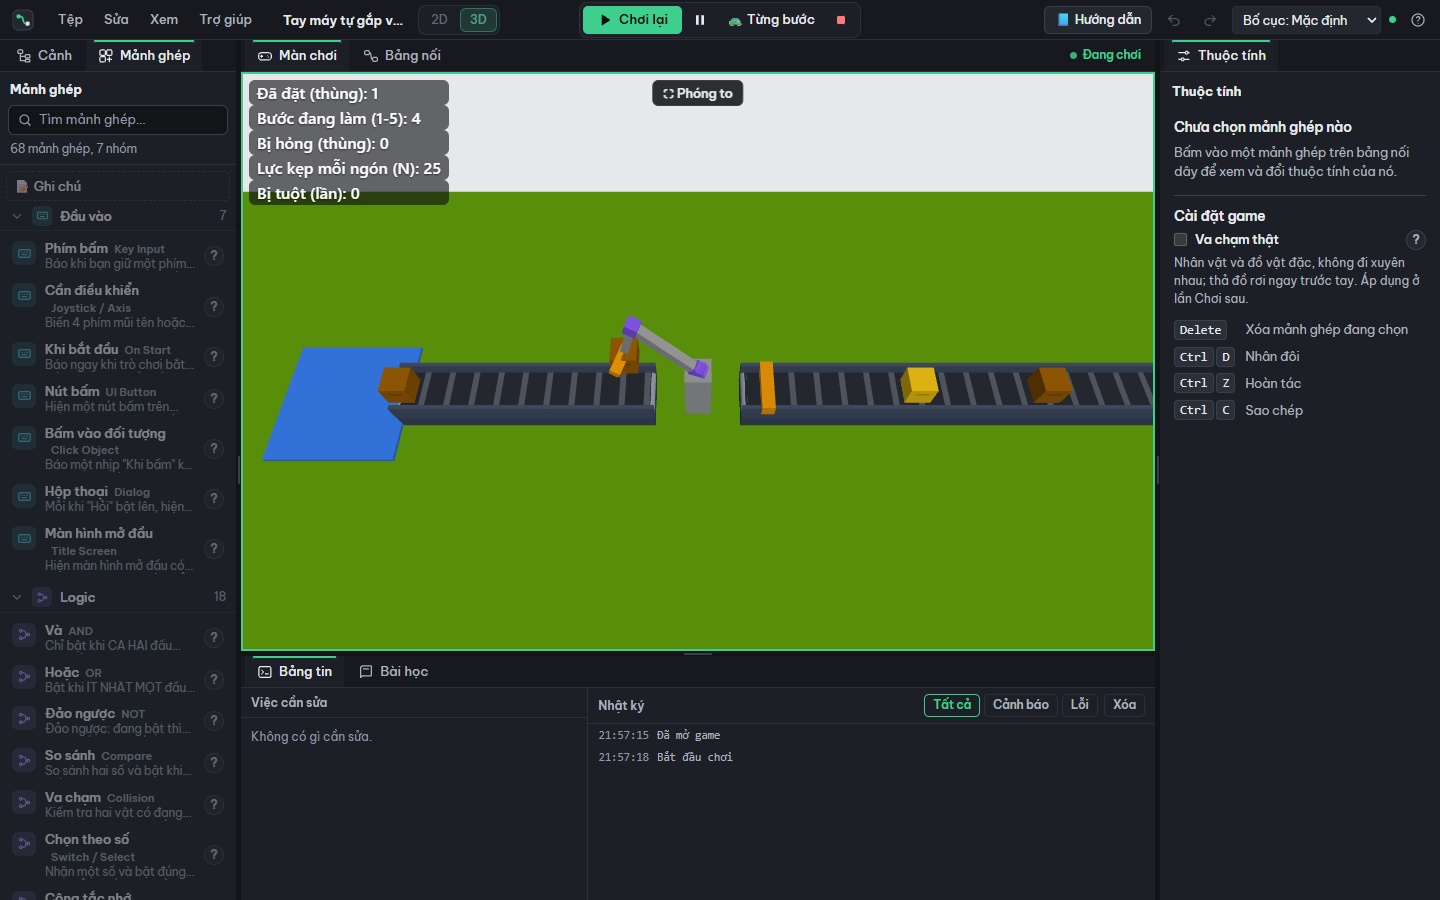 Tệp Sửa Xem Trợ giúp Tay máy tự gắp v... 2D 3D Chơi lại Từng bước Hướng dẫn Bố cục: Mặc định
Cảnh Mảnh ghép
Mảnh ghép
Tìm mảnh ghép...
68 mảnh ghép, 7 nhóm
Ghi chú
Đầu vào 7
Phím bấm Key Input ?
Báo khi bạn giữ một phím...
Cần điều khiển
Joystick / Axis ?
Biến 4 phím mũi tên hoặc...
Khi bắt đầu On Start ?
Báo ngay khi trò chơi bắt...
Nút bấm UI Button ?
Hiện một nút bấm trên...
Bấm vào đối tượng
Click Object ?
Báo một nhịp "Khi bấm" k...
Hộp thoại Dialog ?
Mỗi khi "Hỏi" bật lên, hiện...
Màn hình mở đầu
Title Screen ?
Hiện màn hình mở đầu có...
Logic 18
Và AND ?
Chỉ bật khi CẢ HAI đầu...
Hoặc OR ?
Bật khi ÍT NHẤT MỘT đầu...
Đảo ngược NOT ?
Đảo ngược: đang bật thì...
So sánh Compare ?
So sánh hai số và bật khi...
Va chạm Collision ?
Kiểm tra hai vật có đang...
Chọn theo số
Switch / Select ?
Nhận một số và bật đúng...
Công tắc nhớ
Màn chơi Bảng nối Đang chơi
Đã đặt (thùng): 1
Bước đang làm (1-5): 4
Bị hỏng (thùng): 0
Lực kẹp mỗi ngón (N): 25
Bị tuột (lần): 0
Phóng to
Bảng tin Bài học
Việc cần sửa
Không có gì cần sửa.
Nhật ký Tất cả Cảnh báo Lỗi Xóa
21:57:15 Đã mở game
21:57:18 Bắt đầu chơi
Thuộc tính
Thuộc tính
Chưa chọn mảnh ghép nào
Bấm vào một mảnh ghép trên bảng nối
dây để xem và đổi thuộc tính của nó.
Cài đặt game
Va chạm thật ?
Nhân vật và đồ vật đặc, không đi xuyên
nhau; thả đồ rơi ngay trước tay. Áp dụng ở
lần Chơi sau.
Delete Xóa mảnh ghép đang chọn
Ctrl D Nhân đôi
Ctrl Z Hoàn tác
Ctrl C Sao chép